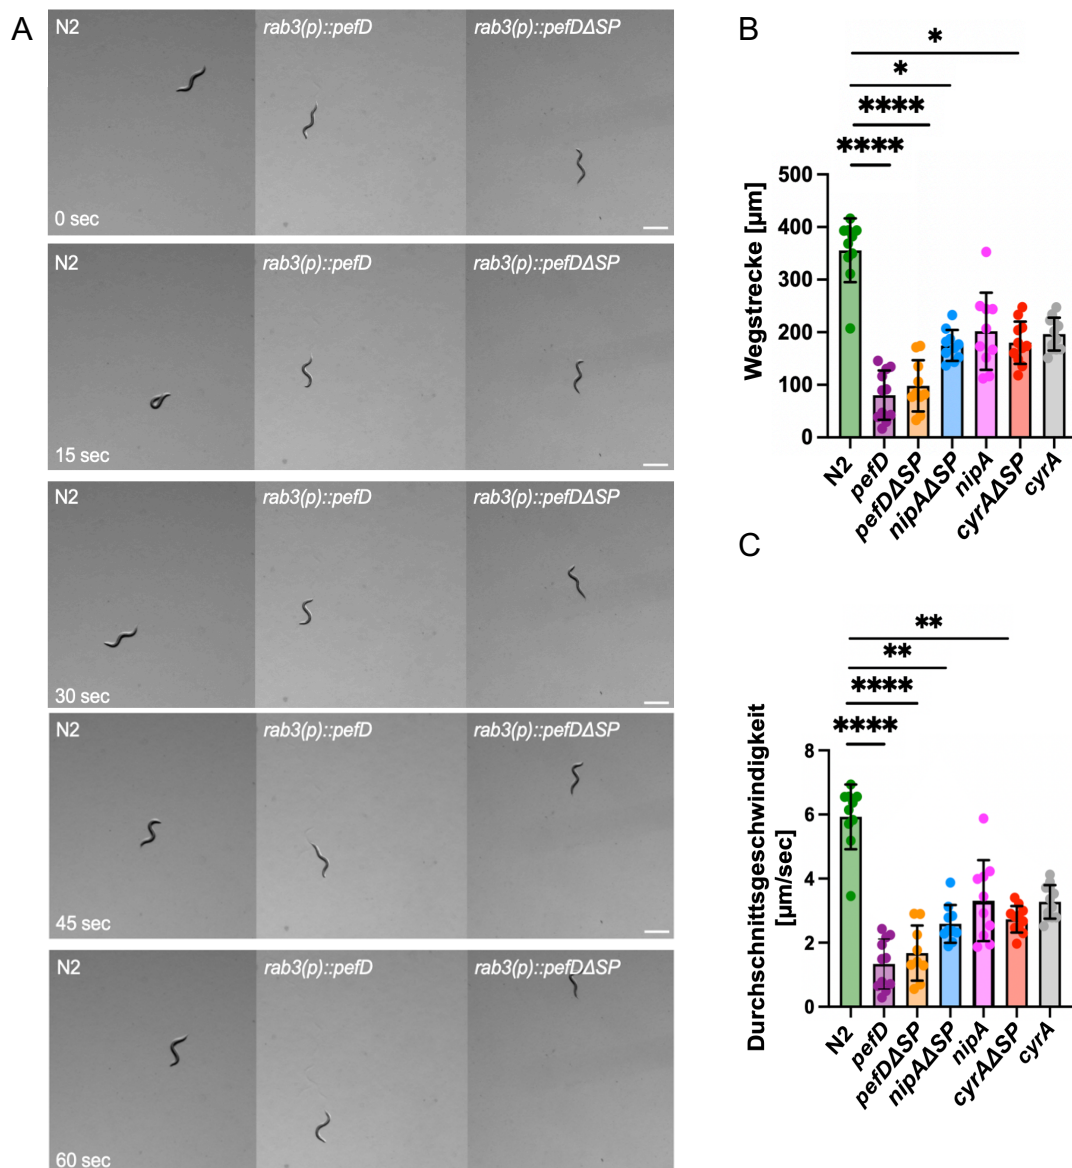 A
N2 rab3(p)::pefD rab3(p)::pefDΔSP
0 sec
N2 rab3(p)::pefD rab3(p)::pefDΔSP
15 sec
N2 rab3(p)::pefD rab3(p)::pefDΔSP
30 sec
N2 rab3(p)::pefD rab3(p)::pefDΔSP
45 sec
N2 rab3(p)::pefD rab3(p)::pefDΔSP
60 sec
B
*
*
****
****
Wegstrecke [µm]
500
400
300
200
100
0
N2
pefD
pefDΔSP
nipAΔSP
nipA
cyrAΔSP
cyrA
C
**
**
****
****
Durchschnittsgeschwindigkeit
[µm/sec]
8
6
4
2
0
N2
pefD
pefDΔSP
nipAΔSP
nipA
cyrAΔSP
cyrA